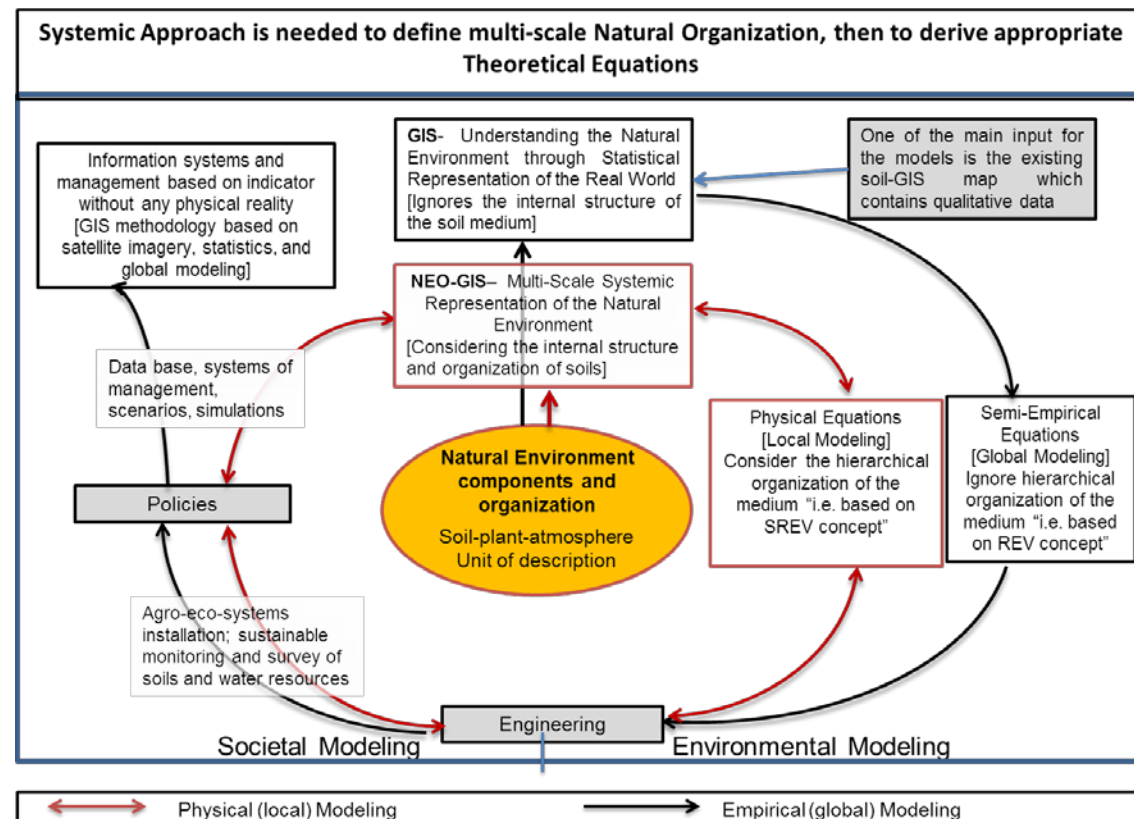 Systemic Approach is needed to define multi-scale Natural Organization, then to derive appropriate
Theoretical Equations
Information systems and
management based on indicator
without any physical reality
[GIS methodology based on
satellite imagery, statistics, and
global modeling]
GIS- Understanding the Natural
Environment through Statistical
Representation of the Real World
[Ignores the internal structure of
the soil medium]
One of the main input for
the models is the existing
soil-GIS map which
contains qualitative data
NEO-GIS– Multi-Scale Systemic
Representation of the Natural
Environment
[Considering the internal structure
and organization of soils]
Data base, systems of
management,
scenarios, simulations
Physical Equations
[Local Modeling]
Consider the hierarchical
organization of the
medium “i.e. based on
SREV concept”
Semi-Empirical
Equations
[Global Modeling]
Ignore hierarchical
organization of the
medium “i.e. based
on REV concept”
Natural Environment
components and
organization
Soil-plant-atmosphere
Unit of description
Policies
Agro-eco-systems
installation; sustainable
monitoring and survey of
soils and water resources
Engineering
Societal Modeling
Environmental Modeling
Physical (local) Modeling
Empirical (global) Modeling